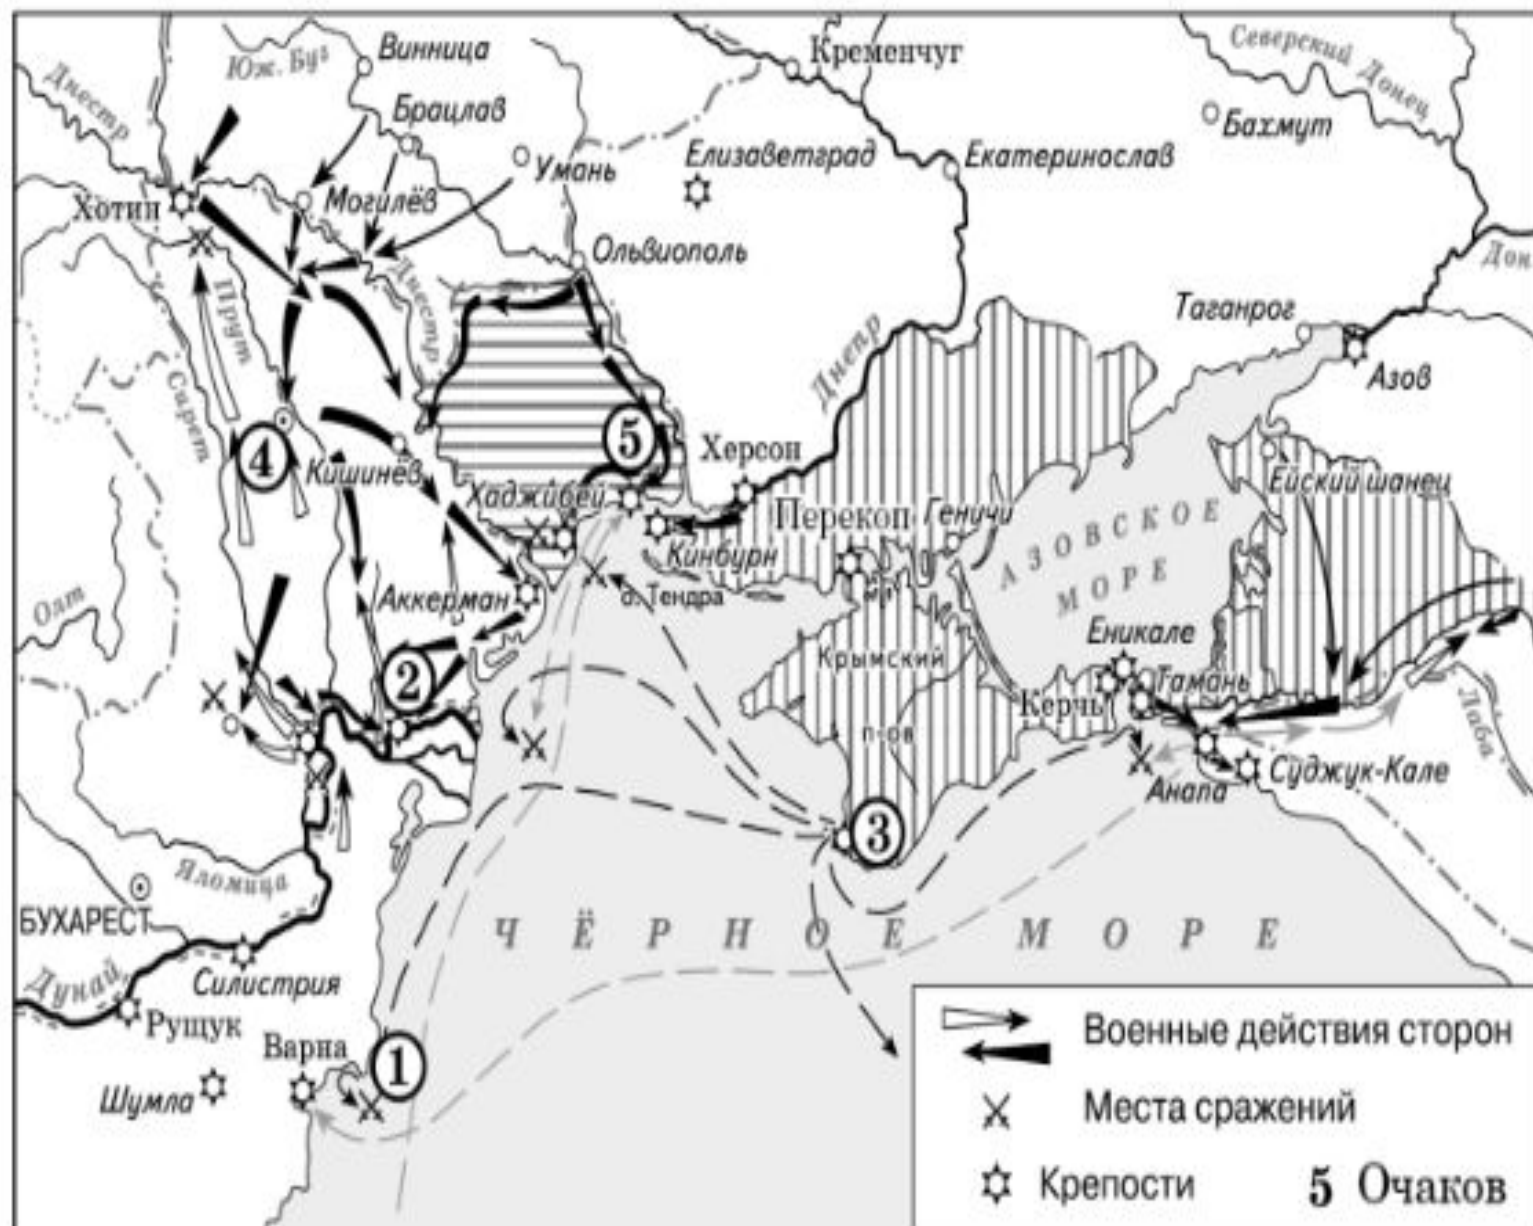 Юж. Буг
Винница
Кременчуг
Северский Донец
Днестр
Брацлав
Бахмут
Умань
Елизаветград
Екатеринослав
Хотин
Могилёв
Ольвиополь
Днестр
Дон
Прут
Таганрог
Днепр
Азов
Сирет
4
5
Херсон
Кишинёв
Хаджибей
Ейский шанец
Перекоп
Геничи
АЗОВСКОЕ
МОРЕ
Кинбурн
Олт
Аккерман
о. Тендра
Еникале
2
Крымский
п-ов
Тамань
Керчь
Лаба
Суджук-Кале
Анапа
3
Яломица
БУХАРЕСТ
ЧЁРНОЕ МОРЕ
Дунай
Силистрия
Рущук
Варна
1
Шумла
Военные действия сторон
Места сражений
Крепости
5 Очаков